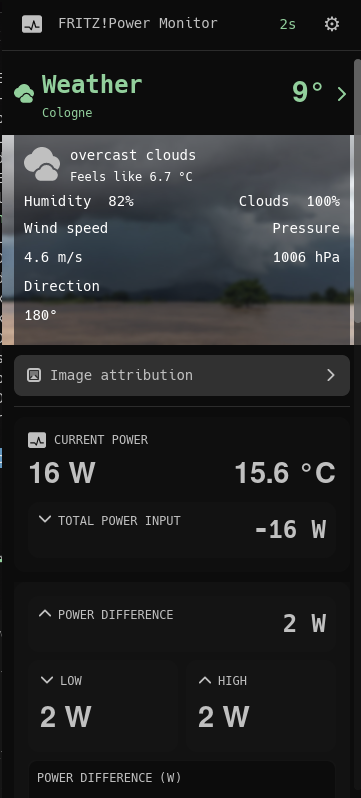 FRITZ!Power Monitor 2s
Weather
9°
Cologne
overcast clouds
Feels like 6.7 °C
Humidity 82% Clouds 100%
Wind speed Pressure
4.6 m/s 1006 hPa
Direction
180°
Image attribution
CURRENT POWER
16 W 15.6 °C
TOTAL POWER INPUT
-16 W
POWER DIFFERENCE
2 W
LOW HIGH
2 W 2 W
POWER DIFFERENCE (W)